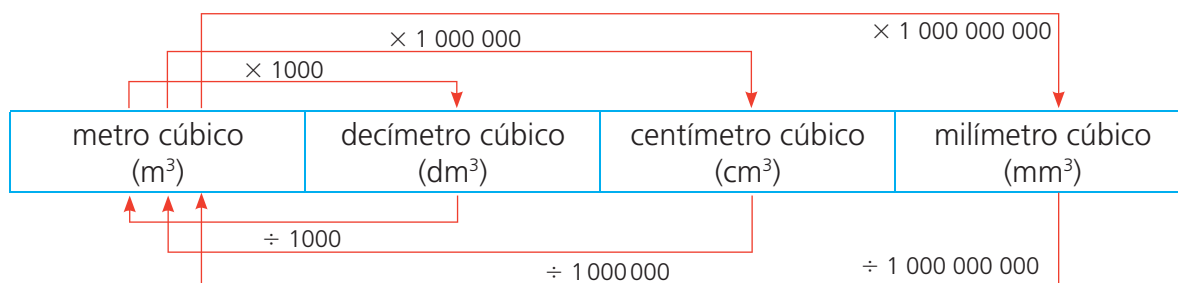 × 1 000 000 000
× 1 000 000
× 1000
metro cúbico
(m³)
decímetro cúbico
(dm³)
centímetro cúbico
(cm³)
milímetro cúbico
(mm³)
÷ 1000
÷ 1 000 000
÷ 1 000 000 000